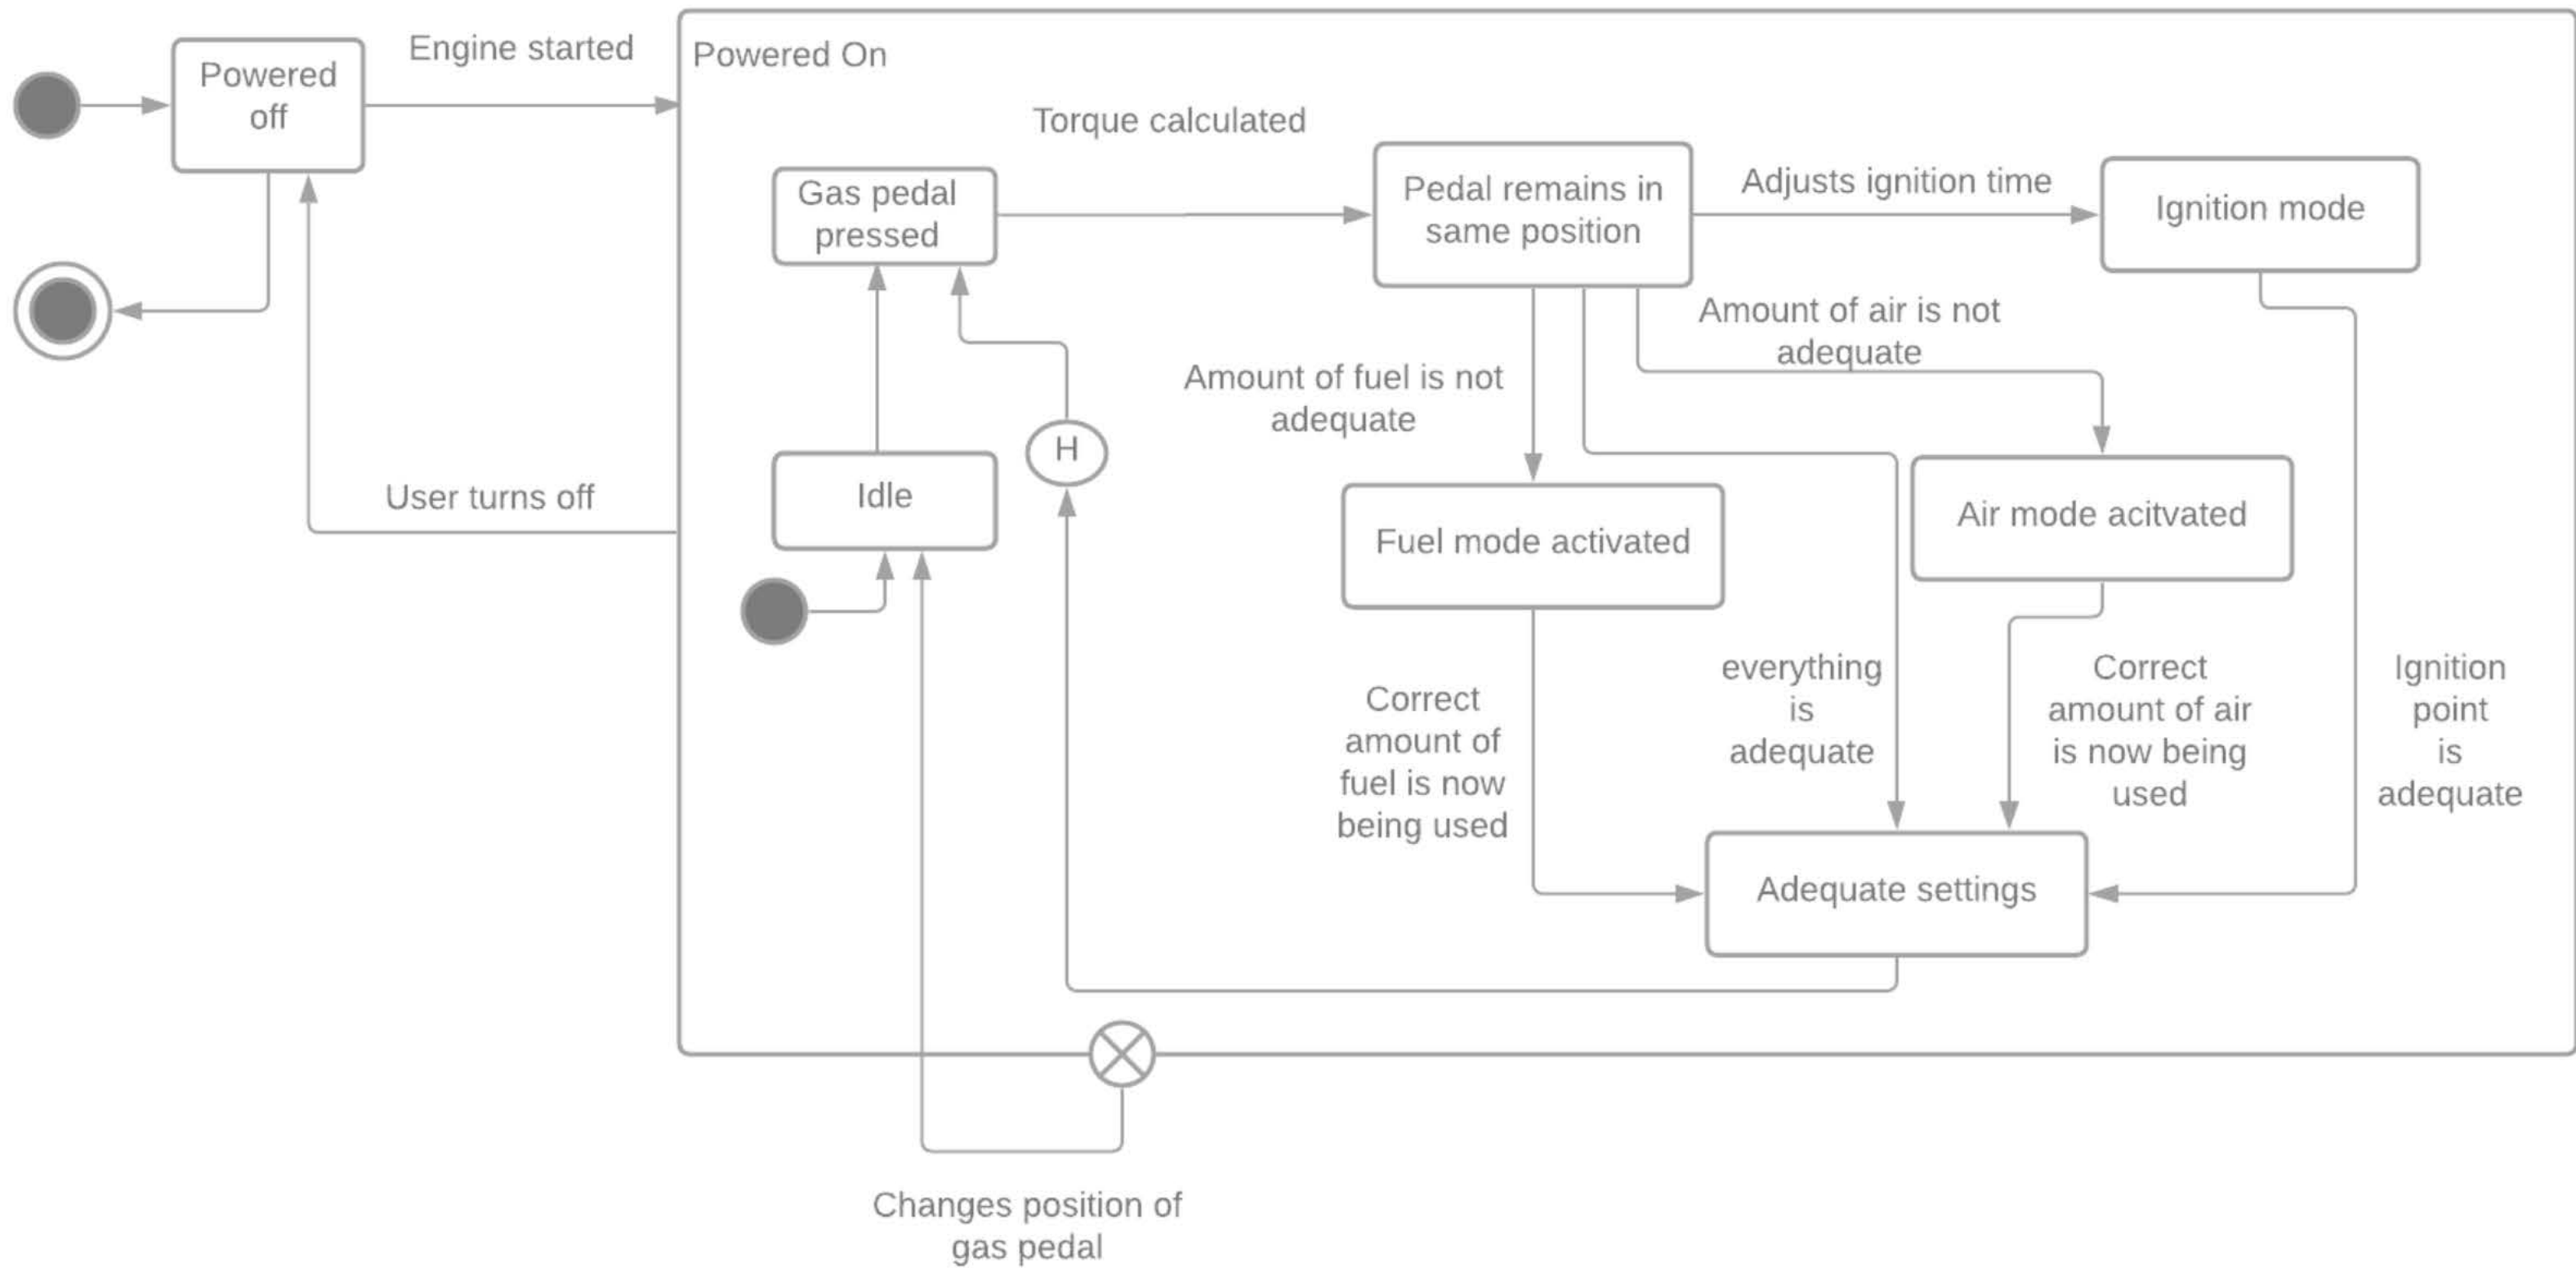 Powered
off
Engine started
Powered On
Torque calculated
Gas pedal
pressed
Pedal remains in
same position
Adjusts ignition time
Ignition mode
Amount of air is not
adequate
Amount of fuel is not
adequate
H
Idle
User turns off
Fuel mode activated
Air mode acitvated
Correct
amount of
fuel is now
being used
everything
is
adequate
Correct
amount of air
is now being
used
Ignition
point
is
adequate
Adequate settings
Changes position of
gas pedal